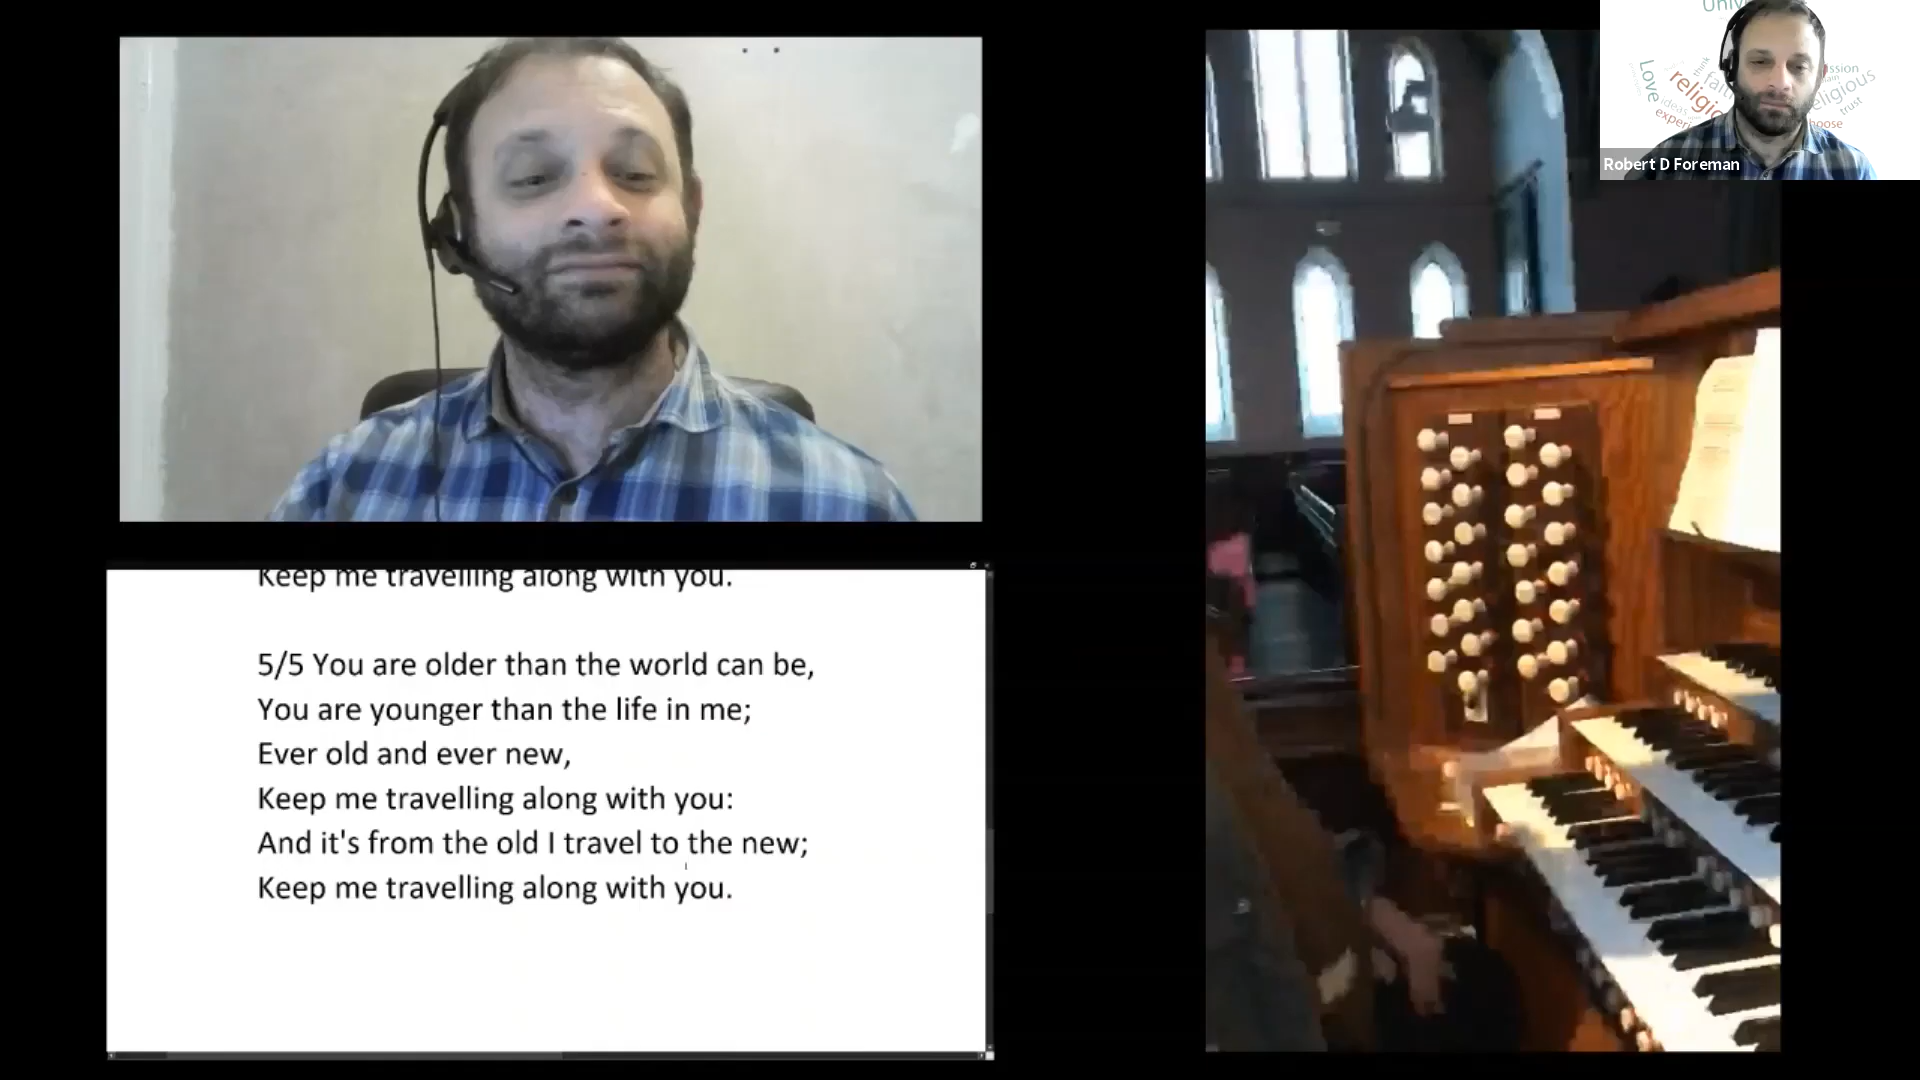 Keep me travelling along with you.
5/5 You are older than the world can be,
You are younger than the life in me;
Ever old and ever new,
Keep me travelling along with you:
And it's from the old I travel to the new;
Keep me travelling along with you.
Love
think
ideas
religious
trust
Robert D Foreman